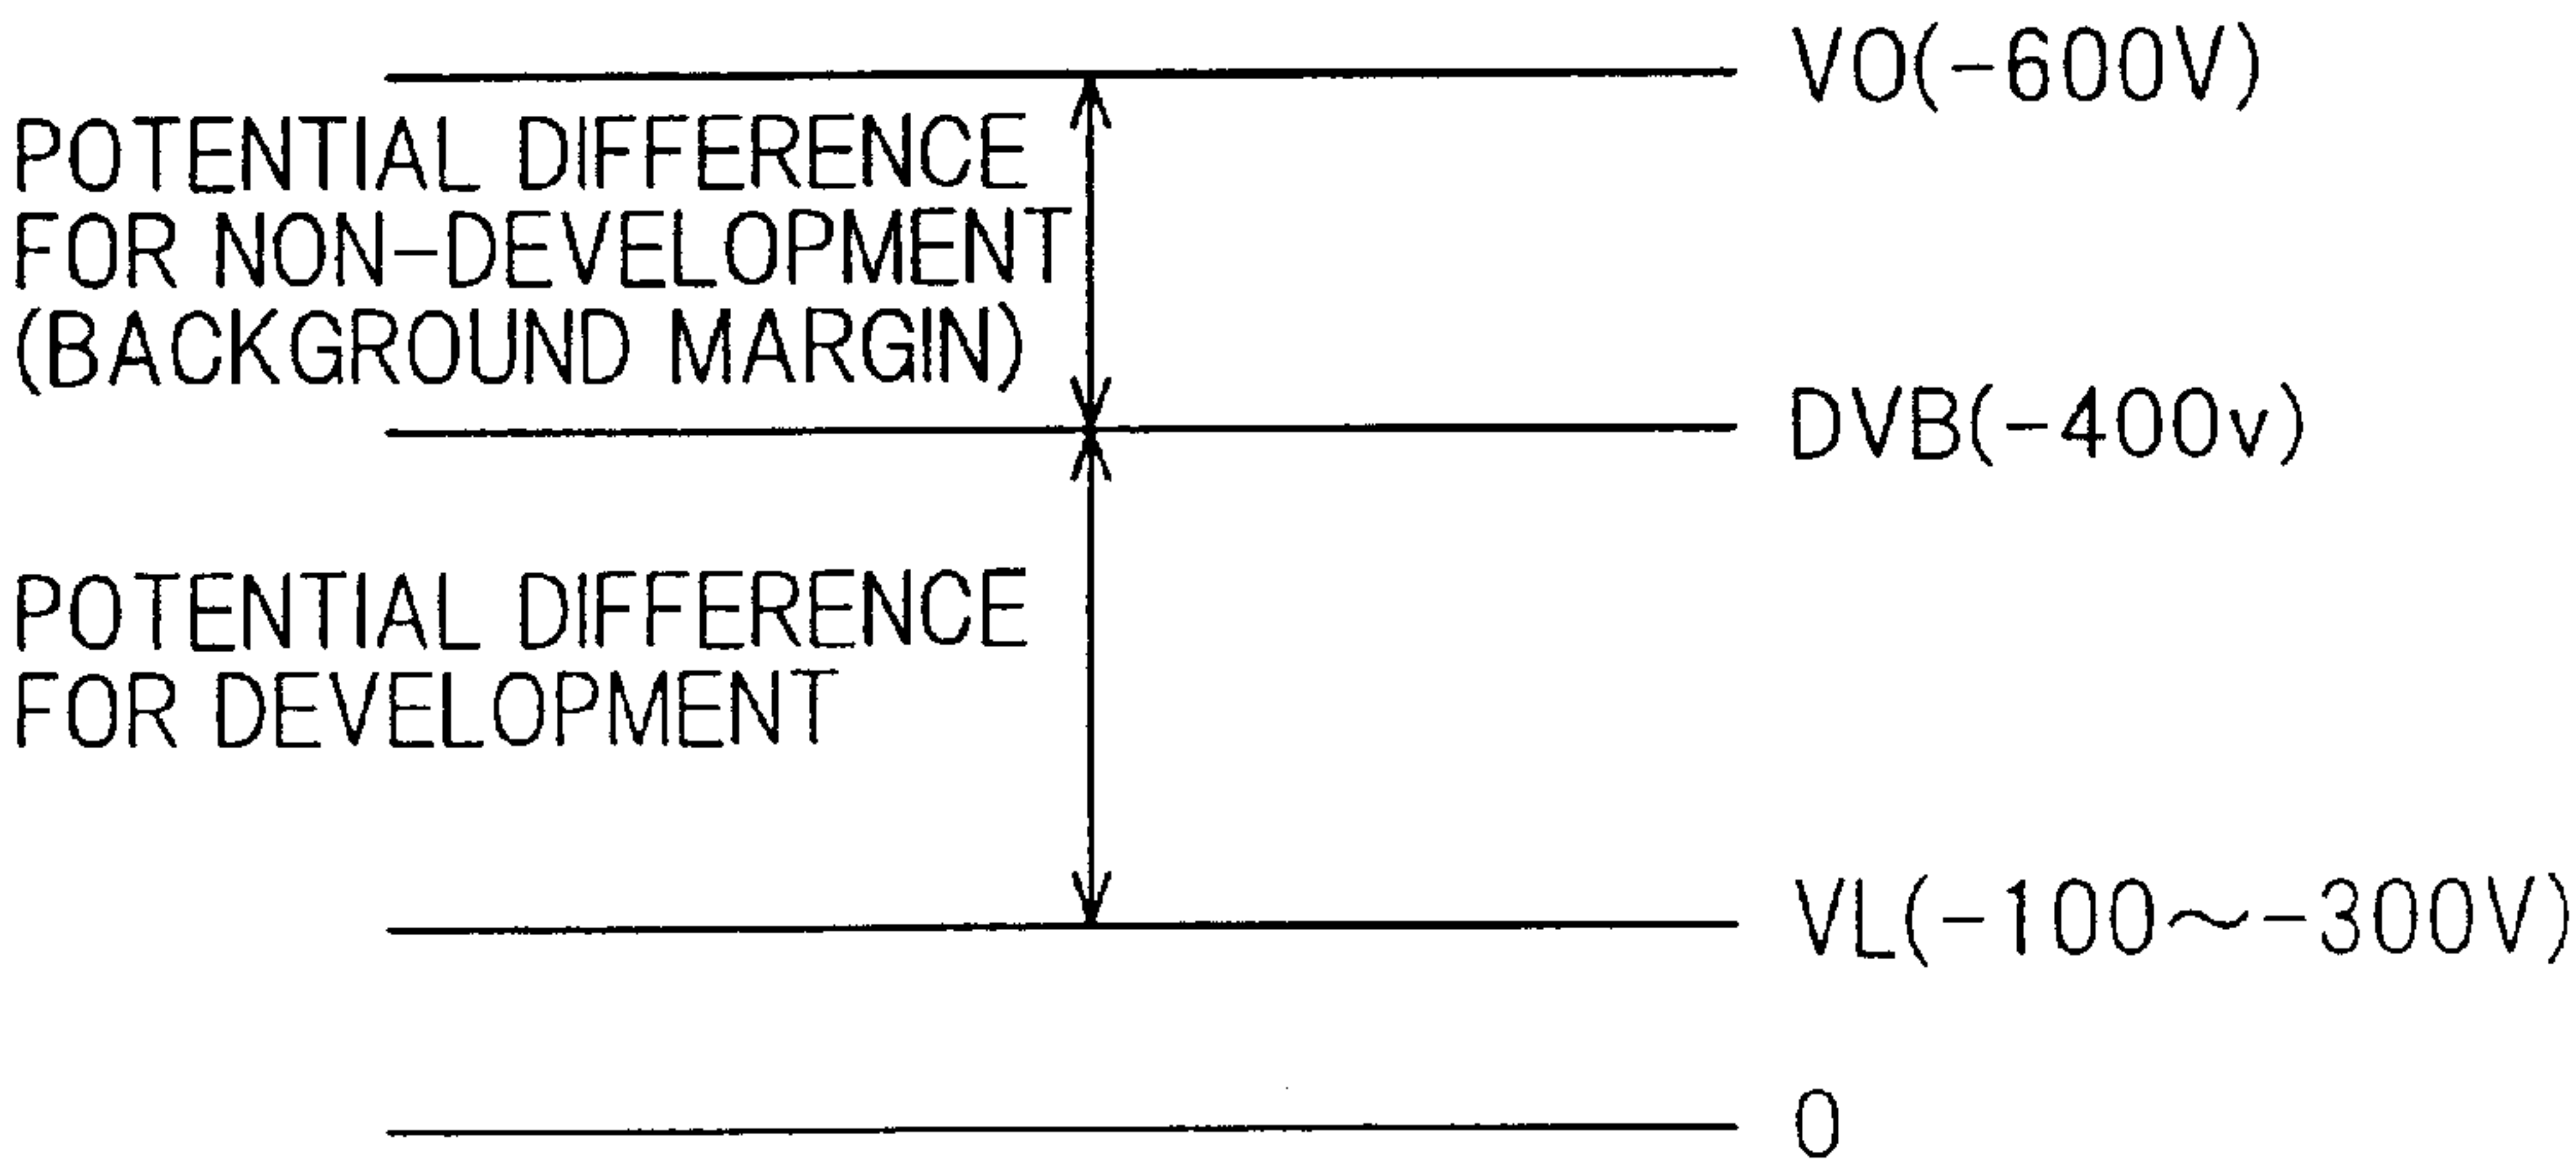 VO(-600V)
POTENTIAL DIFFERENCE
FOR NON-DEVELOPMENT
(BACKGROUND MARGIN)
DVB(-400v)
POTENTIAL DIFFERENCE
FOR DEVELOPMENT
VL(-100～-300V)
0